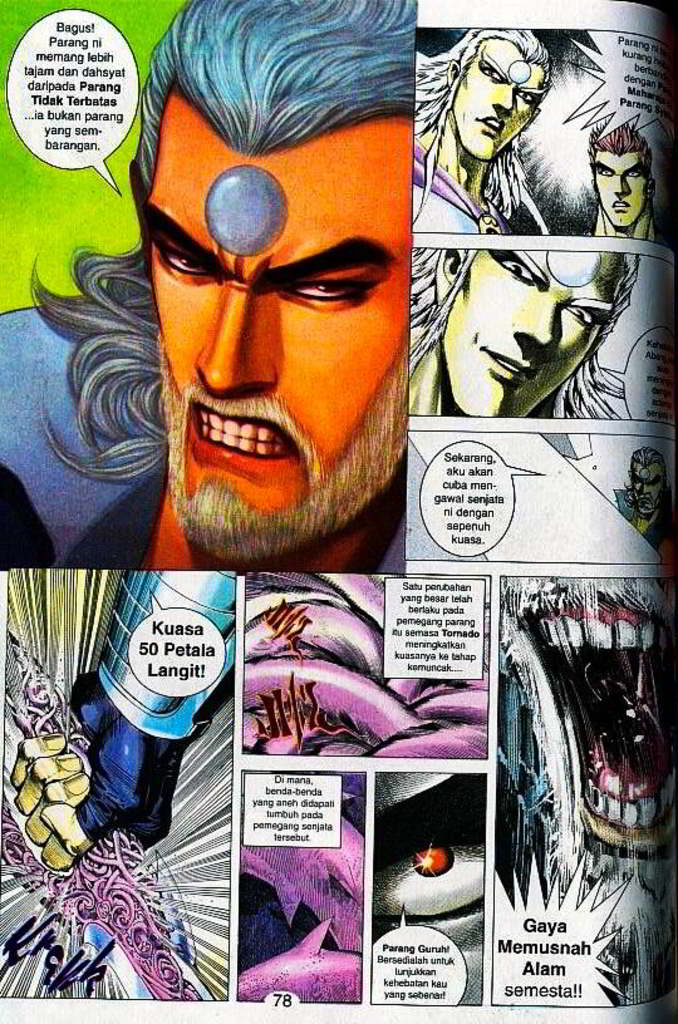 Bagus!
Parang ni
memang lebih
tajam dan dahsyat
daripada Parang
Tidak Terbatas
...ia bukan parang
yang sem-
barangan.
Parang ni
kurang
dengan
Parang
Sekarang,
aku akan
cuba men-
gawal senjata
ni dengan
sepenuh
kuasa.
Kuasa
50 Petala
Langit!
Satu perubahan
yang besar telah
berlaku pada
pemegang parang
itu semasa Tornado
meningkatkan
kuasanya ke tahap
kemuncak....
Di mana,
benda-benda
yang aneh didapati
tumbuh pada
pemegang senjata
tersebut.
Parang Guruh!
Bersedialah untuk
lunjukkan
kehebatan kau
yang sebenar!
Gaya
Memusnah
Alam
semesta!!
78